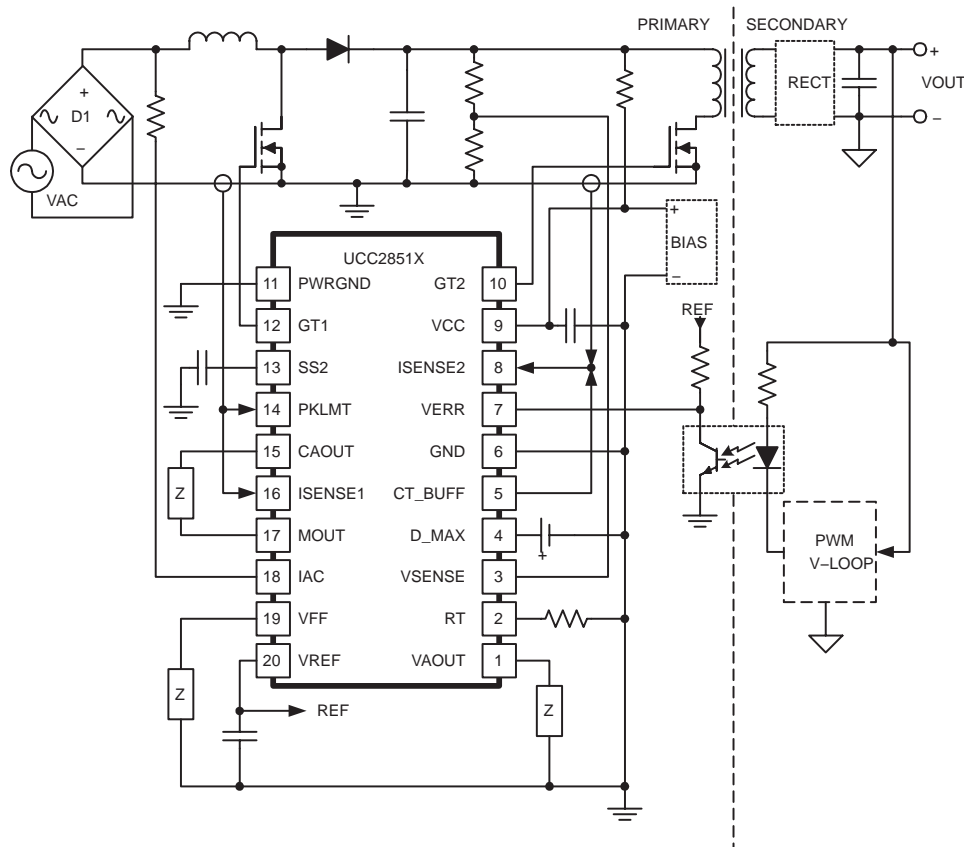 PRIMARY
SECONDARY
+
D1
−
VAC
RECT
+
VOUT
−
+
BIAS
−
UCC2851X
11 PWRGND
GT2 10
12 GT1
VCC 9
13 SS2
ISENSE2 8
14 PKLMT
VERR 7
15 CAOUT
GND 6
16 ISENSE1
CT_BUFF 5
17 MOUT
D_MAX 4
+
18 IAC
VSENSE 3
19 VFF
RT 2
20 VREF
VAOUT 1
Z
Z
Z
REF
REF
PWM
V−LOOP